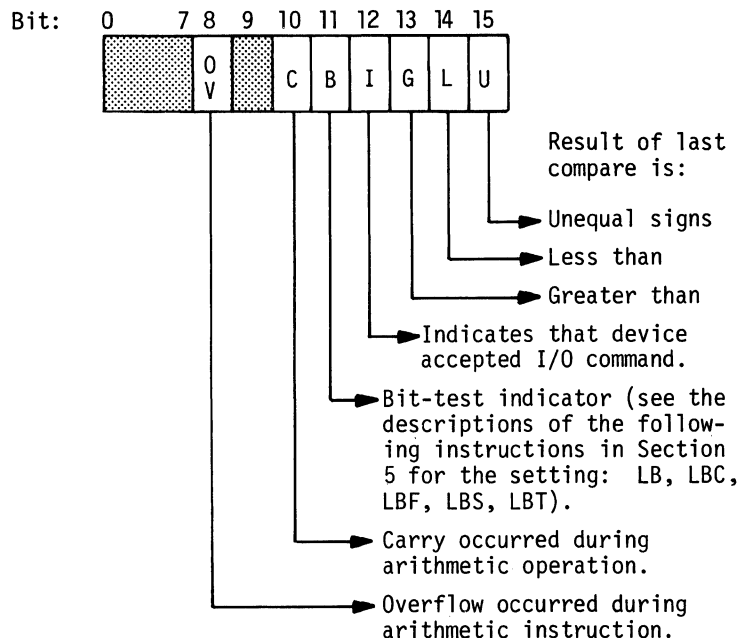 Bit: 0 7 8 9 10 11 12 13 14 15
OV C B I G L U
Result of last
compare is:
Unequal signs
Less than
Greater than
Indicates that device
accepted I/O command.
Bit-test indicator (see the
descriptions of the follow-
ing instructions in Section
5 for the setting: LB, LBC,
LBF, LBS, LBT).
Carry occurred during
arithmetic operation.
Overflow occurred during
arithmetic instruction.